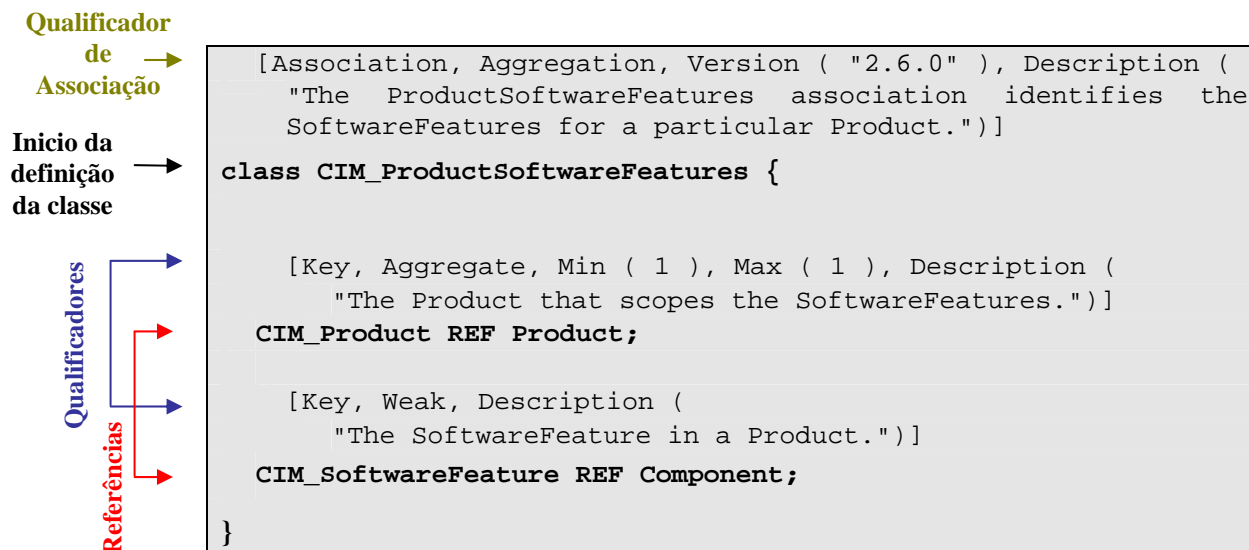 Qualificador
de
Associação
[Association, Aggregation, Version ( "2.6.0" ), Description (
"The ProductSoftwareFeatures association identifies the
SoftwareFeatures for a particular Product.")]
Inicio da
definição
da classe
class CIM_ProductSoftwareFeatures {
Qualificadores
[Key, Aggregate, Min ( 1 ), Max ( 1 ), Description (
"The Product that scopes the SoftwareFeatures.")]
Referências
CIM_Product REF Product;
[Key, Weak, Description (
"The SoftwareFeature in a Product.")]
CIM_SoftwareFeature REF Component;
}